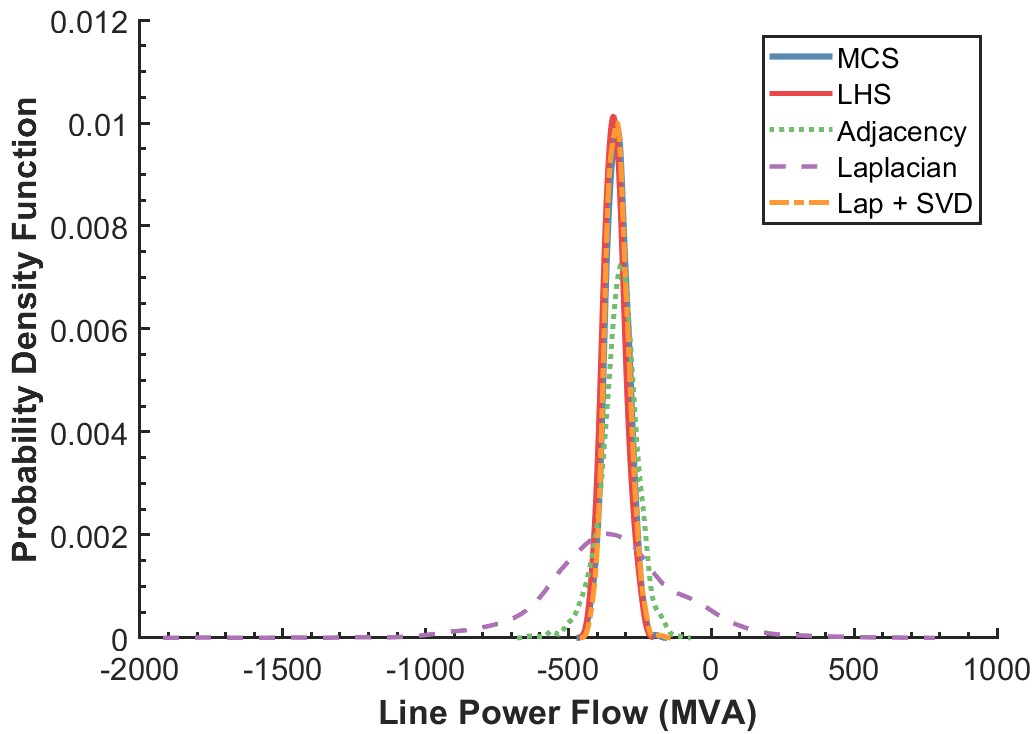 0.012
0.01
0.008
0.006
0.004
0.002
0
Probability Density Function
MCS
LHS
Adjacency
Laplacian
Lap + SVD
-2000 -1500 -1000 -500 0 500 1000
Line Power Flow (MVA)